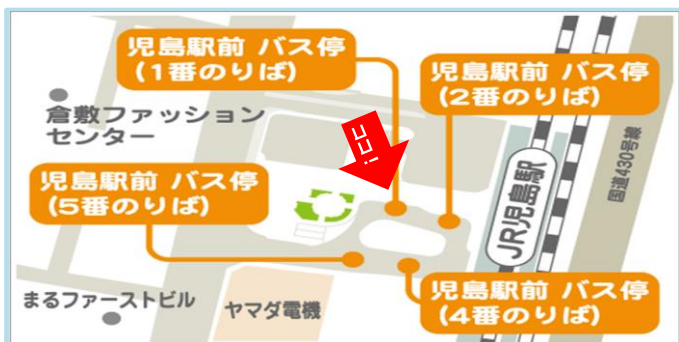 児島駅前 バス停
(1番のりば)
児島駅前 バス停
(2番のりば)
倉敷ファッション
センター
ここ!
児島駅前 バス停
(5番のりば)
JR児島駅
国道430号線
児島駅前 バス停
(4番のりば)
まるファーストビル
ヤマダ電機